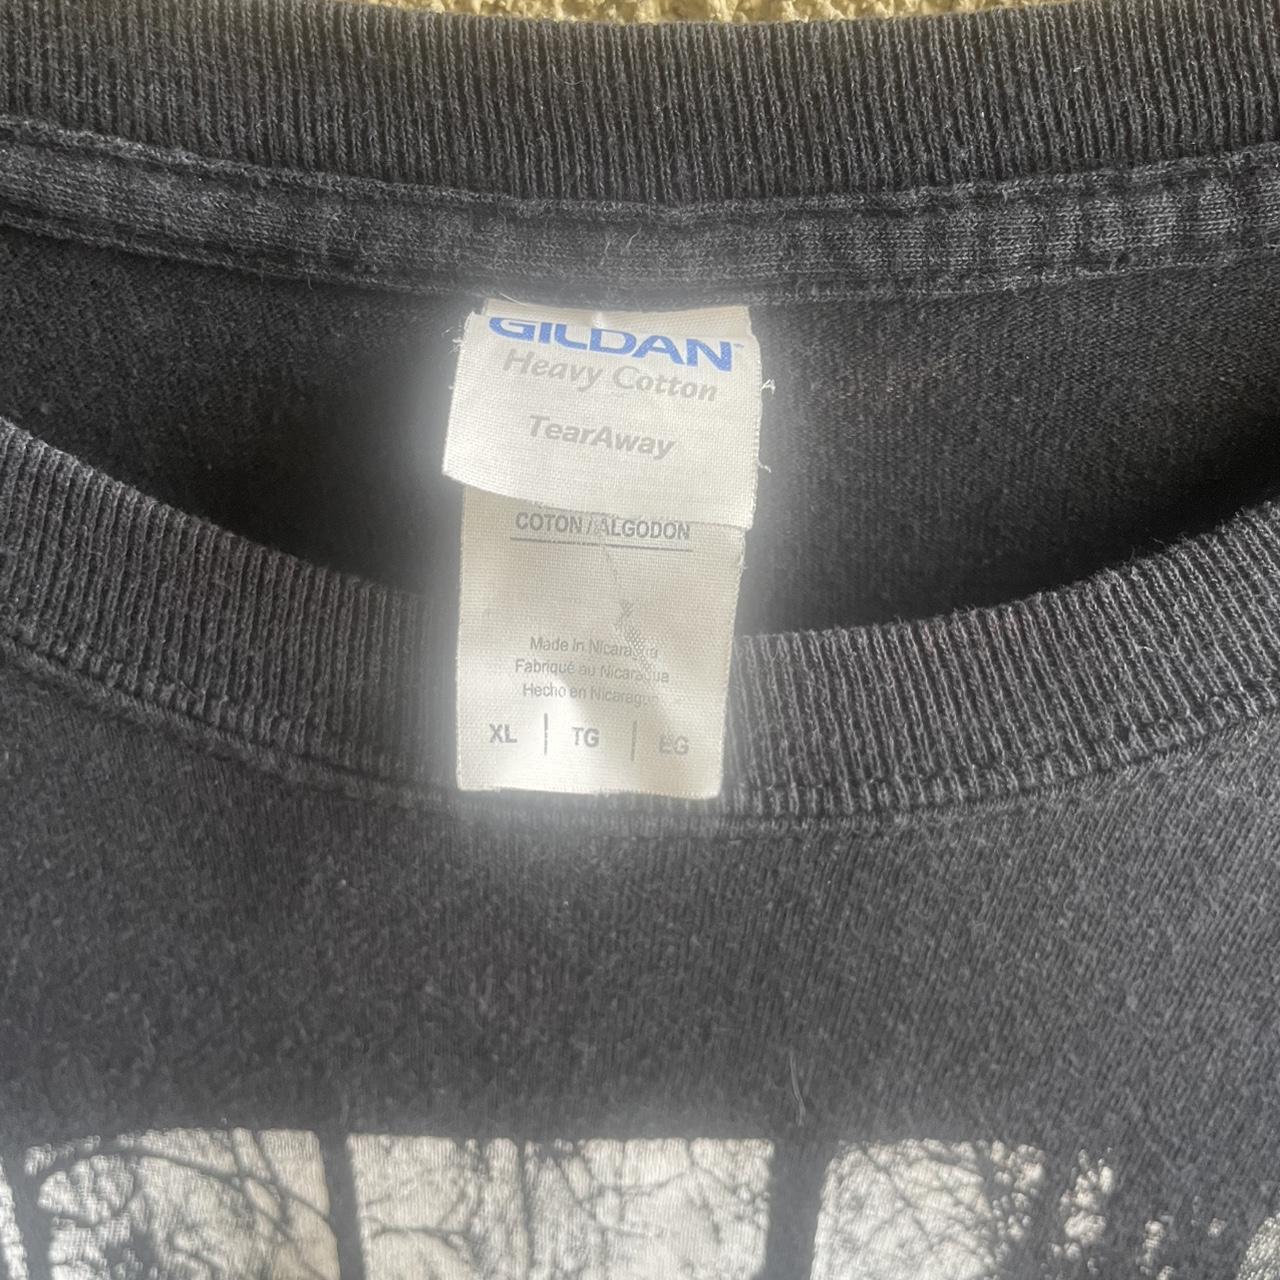 GILDAN
Heavy Cotton
TearAway
COTON / ALGODON
Made in Nicaragua
Fabriqué au Nicaragua
Hecho en Nicaragua
XL | TG | EG